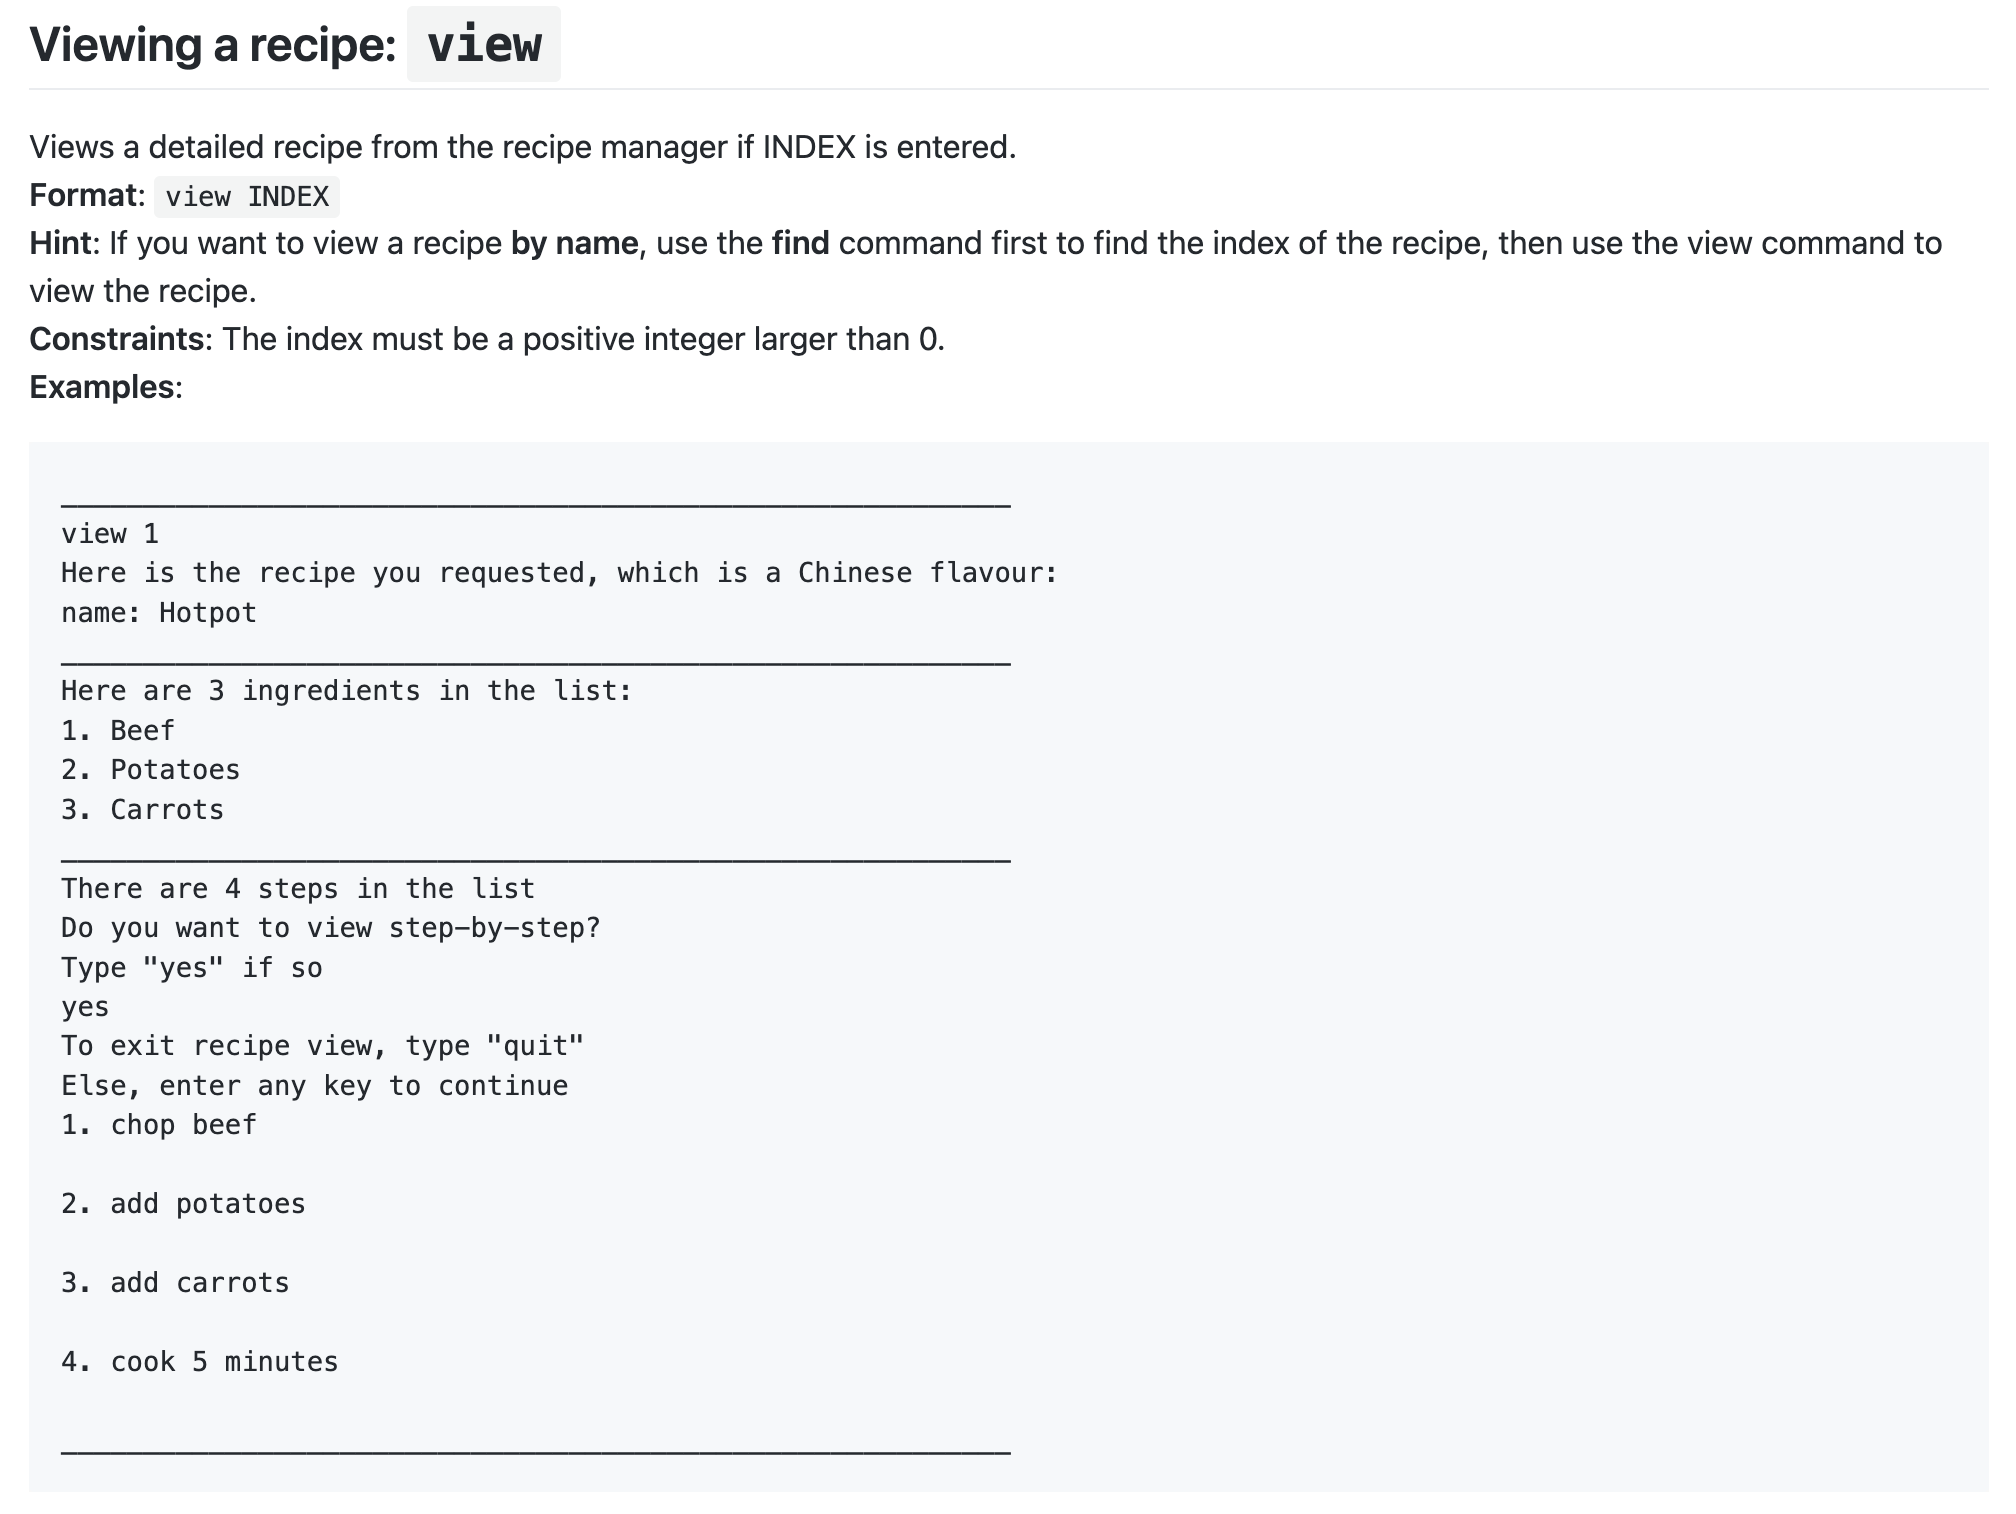 Viewing a recipe: view
Views a detailed recipe from the recipe manager if INDEX is entered.
Format: view INDEX
Hint: If you want to view a recipe by name, use the find command first to find the index of the recipe, then use the view command to
view the recipe.
Constraints: The index must be a positive integer larger than 0.
Examples:
__________________________________________________________
view 1
Here is the recipe you requested, which is a Chinese flavour:
name: Hotpot
__________________________________________________________
Here are 3 ingredients in the list:
1. Beef
2. Potatoes
3. Carrots
__________________________________________________________
There are 4 steps in the list
Do you want to view step-by-step?
Type "yes" if so
yes
To exit recipe view, type "quit"
Else, enter any key to continue
1. chop beef
2. add potatoes
3. add carrots
4. cook 5 minutes
__________________________________________________________